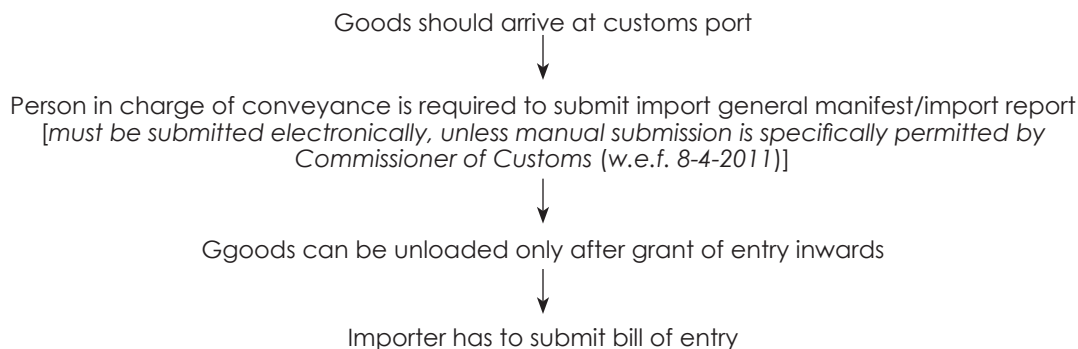 Goods should arrive at customs port
Person in charge of conveyance is required to submit import general manifest/import report
[must be submitted electronically, unless manual submission is specifically permitted by
Commissioner of Customs (w.e.f. 8-4-2011)]
Ggoods can be unloaded only after grant of entry inwards
Importer has to submit bill of entry